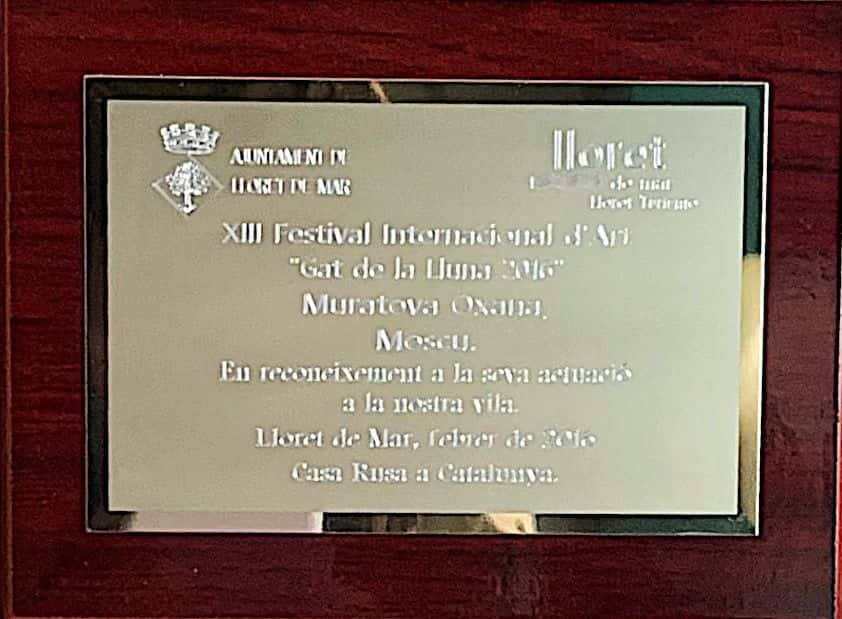 AJUNTAMENT DE
LLORET DE MAR
lloret
de mar
Lloret Turisme
XIII Festival Internacional d'Art
"Gat de la Lluna 2016"
Muratova Oxana.
Moscu.
En reconeixement a la seva actuació
a la nostra vila.
Lloret de Mar, febrer de 2016
Casa Rusa a Catalunya.